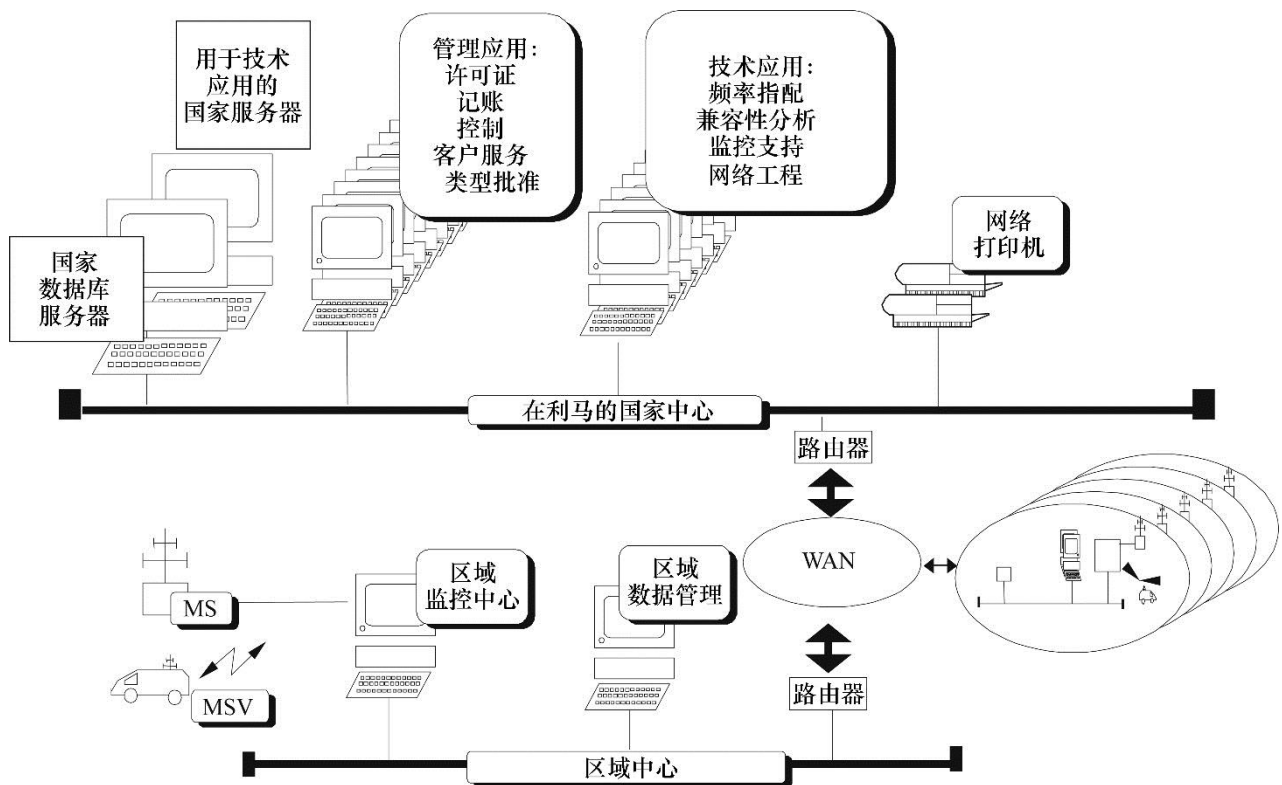 用于技术
应用的
国家服务器
管理应用：
许可证
记账
控制
客户服务
类型批准
技术应用：
频率指配
兼容性分析
监控支持
网络工程
国家
数据库
服务器
网络
打印机
在利马的国家中心
路由器
WAN
区域
监控中心
区域
数据管理
MS
MSV
路由器
区域中心